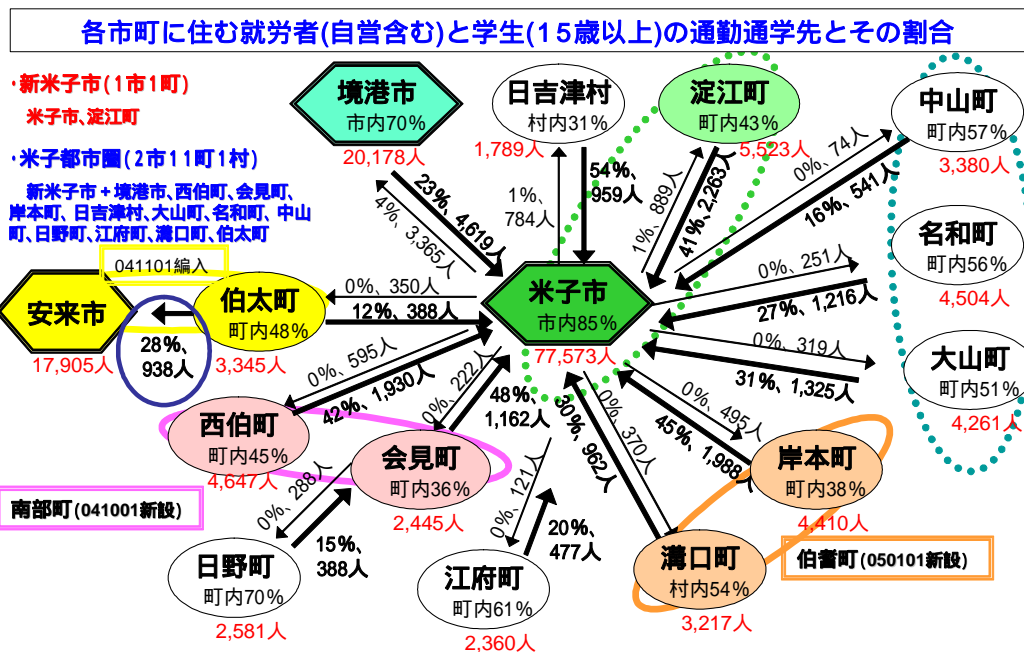 各市町に住む就労者(自営含む)と学生(15歳以上)の通勤通学先とその割合
・新米子市(1市1町)
米子市、淀江町
・米子都市圏(2市11町1村)
新米子市+境港市、西伯町、会見町、
岸本町、日吉津村、大山町、名和町、中山
町、日野町、江府町、溝口町、伯太町
境港市
市内70%
20,178人
日吉津村
村内31%
1,789人
淀江町
町内43%
5,523人
中山町
町内57%
3,380人
23%、4,619人
4%、3,365人
1%、
784人
54%、
959人
1%、889人
41%、2,263人
0%、74人
16%、541人
名和町
町内56%
4,504人
041101編入
安来市
17,905人
伯太町
町内48%
3,345人
28%、
938人
0%、350人
12%、388人
米子市
市内85%
77,573人
0%、251人
27%、1,216人
0%、319人
31%、1,325人
大山町
町内51%
4,261人
0%、595人
42%、1,930人
0%、222人
48%、
1,162人
30%、962人
0%、370人
0%、495人
45%、1,988人
西伯町
町内45%
4,647人
会見町
町内36%
2,445人
岸本町
町内38%
4,410人
南部町(041001新設)
0%、288人
15%、
388人
0%、121人
20%、
477人
日野町
町内70%
2,581人
江府町
町内61%
2,360人
溝口町
村内54%
3,217人
伯耆町(050101新設)